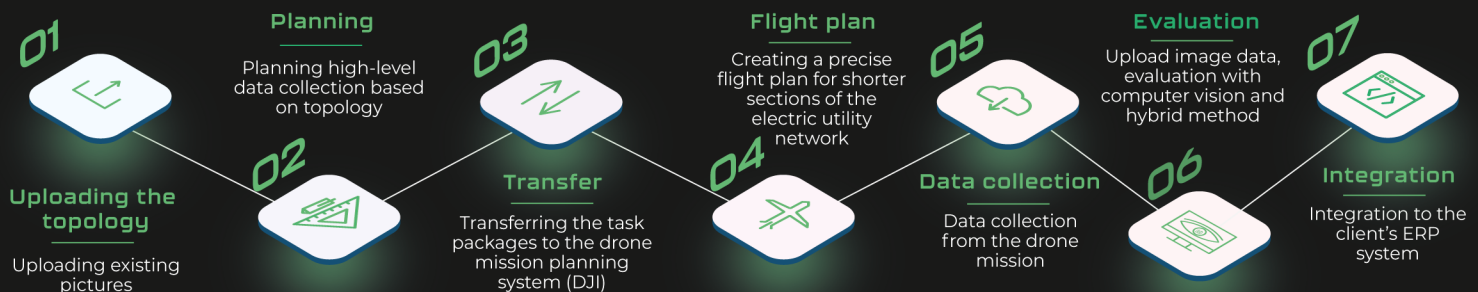 01
Uploading the
topology
Uploading existing
pictures
02
Planning
Planning high-level
data collection based
on topology
03
Transfer
Transferring the task
packages to the drone
mission planning
system (DJI)
04
Flight plan
Creating a precise
flight plan for shorter
sections of the
electric utility
network
05
Data collection
Data collection
from the drone
mission
06
Evaluation
Upload image data,
evaluation with
computer vision and
hybrid method
07
Integration
Integration to the
client's ERP
system